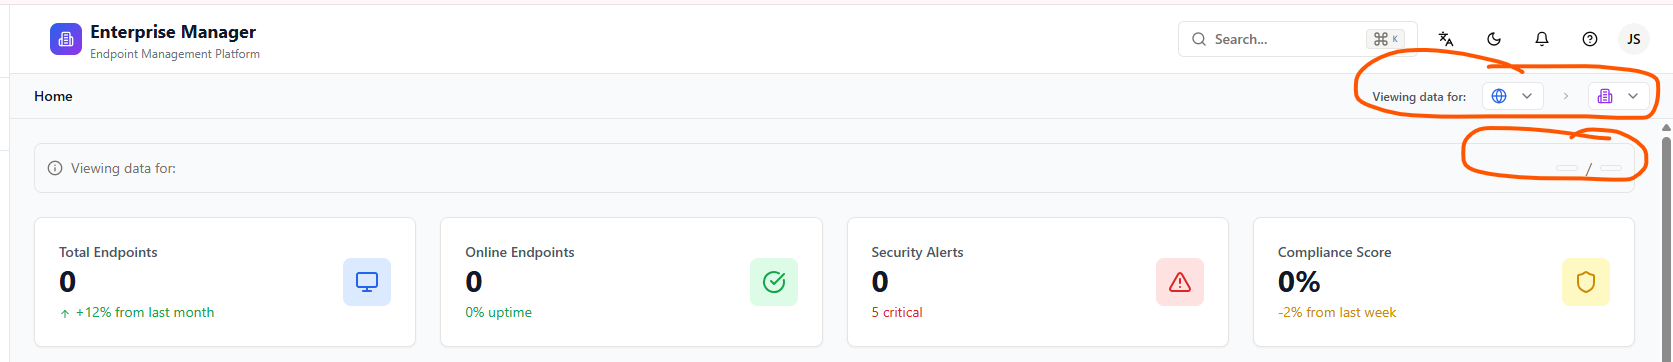 Enterprise Manager
Endpoint Management Platform
Search...
⌘ K
JS
Home
Viewing data for:
Viewing data for:
/
Total Endpoints
0
↑ +12% from last month
Online Endpoints
0
0% uptime
Security Alerts
0
5 critical
Compliance Score
0%
-2% from last week